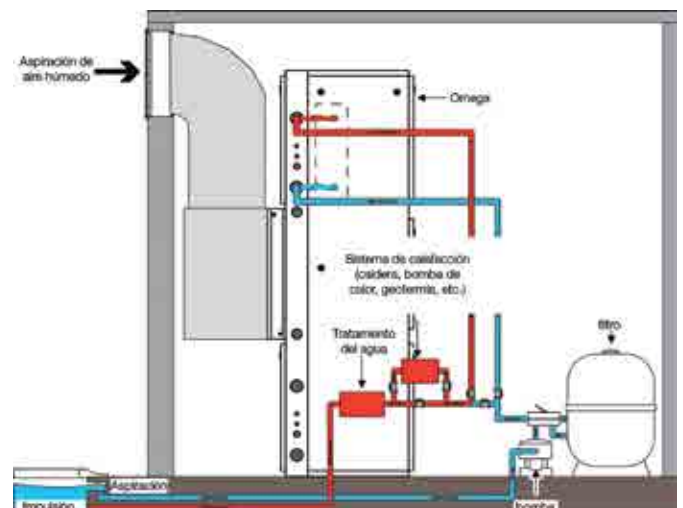 Aspiración de
aire húmedo
Omega
Sistema de calefacción
(caldera, bomba de
calor, geotermia, etc.)
Tratamento
del agua
filtro
Aspiración
Impulsión
bomba